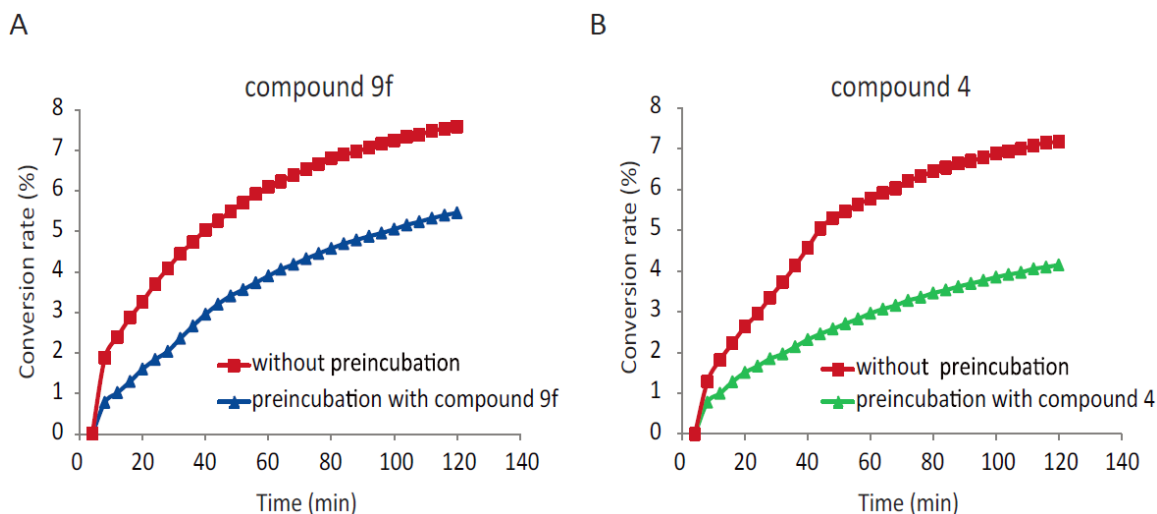 A
compound 9f
Conversion rate (%)
8
7
6
5
4
3
2
1
0
without preincubation
preincubation with compound 9f
0 20 40 60 80 100 120 140
Time (min)
B
compound 4
Conversion rate (%)
8
7
6
5
4
3
2
1
0
without preincubation
preincubation with compound 4
0 20 40 60 80 100 120 140
Time (min)